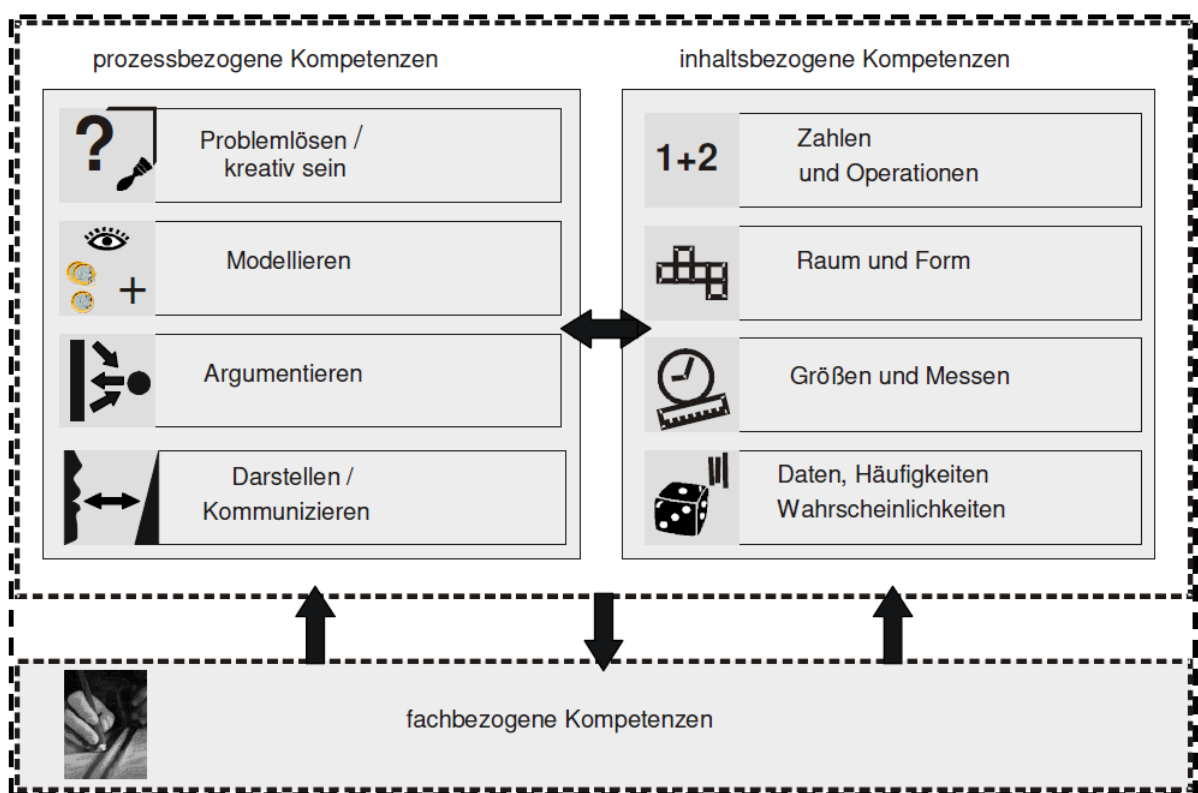 prozessbezogene Kompetenzen
?
Problemlösen /
kreativ sein
+
Modellieren
Argumentieren
Darstellen /
Kommunizieren
inhaltsbezogene Kompetenzen
1+2
Zahlen
und Operationen
Raum und Form
Größen und Messen
Daten, Häufigkeiten
Wahrscheinlichkeiten
fachbezogene Kompetenzen